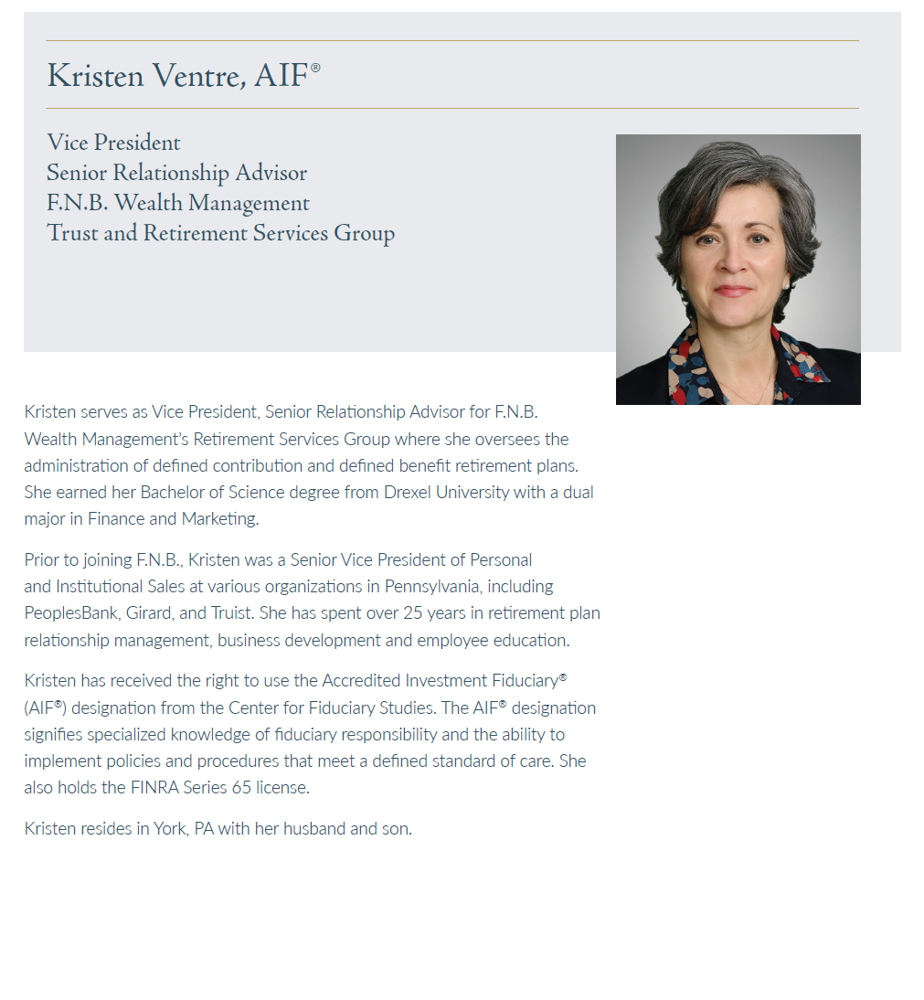 Kristen Ventre, AIF®
Vice President
Senior Relationship Advisor
F.N.B. Wealth Management
Trust and Retirement Services Group
Kristen serves as Vice President, Senior Relationship Advisor for F.N.B.
Wealth Management’s Retirement Services Group where she oversees the
administration of defined contribution and defined benefit retirement plans.
She earned her Bachelor of Science degree from Drexel University with a dual
major in Finance and Marketing.
Prior to joining F.N.B., Kristen was a Senior Vice President of Personal
and Institutional Sales at various organizations in Pennsylvania, including
PeoplesBank, Girard, and Truist. She has spent over 25 years in retirement plan
relationship management, business development and employee education.
Kristen has received the right to use the Accredited Investment Fiduciary®
(AIF®) designation from the Center for Fiduciary Studies. The AIF® designation
signifies specialized knowledge of fiduciary responsibility and the ability to
implement policies and procedures that meet a defined standard of care. She
also holds the FINRA Series 65 license.
Kristen resides in York, PA with her husband and son.